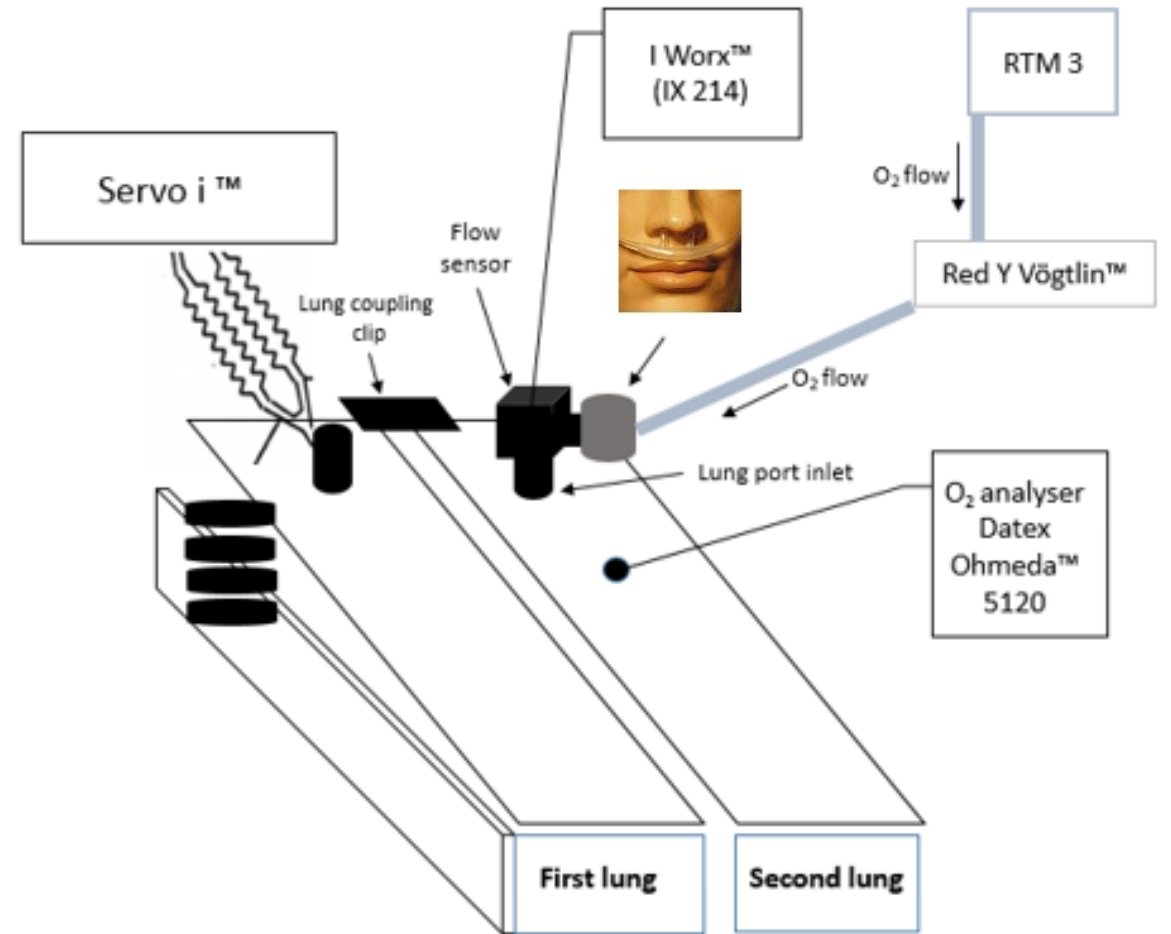 I Worx™
(IX 214)
RTM 3
Servo i ™
O₂ flow
Flow
sensor
Red Y Vögtlin™
Lung coupling
clip
O₂ flow
Lung port inlet
O₂ analyser
Datex
Ohmeda™
5120
First lung
Second lung